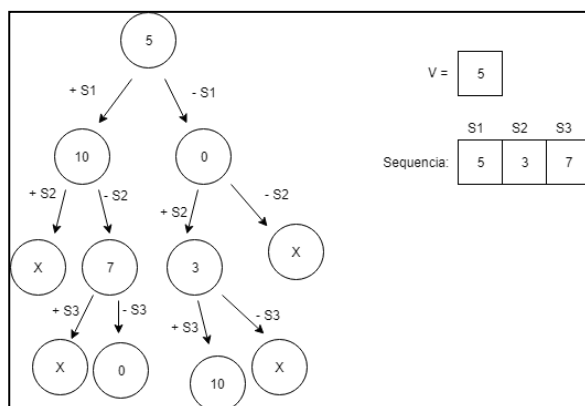 5
+ S1
- S1
V =
5
S1
S2
S3
Sequencia:
5
3
7
10
0
+ S2
- S2
+ S2
- S2
X
7
3
X
+ S3
- S3
+ S3
- S3
X
0
10
X